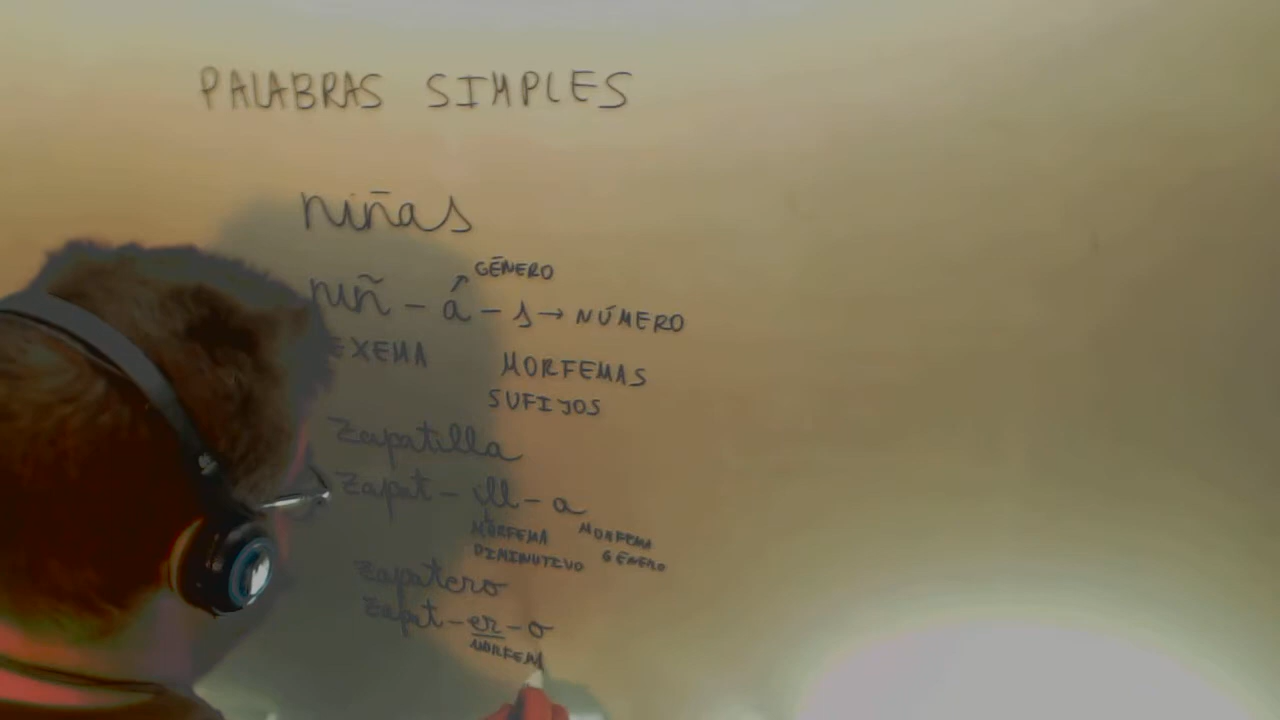 PALABRAS SIMPLES
niñas
GÉNERO
niñ - a - s → NÚMERO
EXEMA MORFEMAS
SUFIJOS
Zapatilla
Zapat - ill - a
MORFEMA MORFEMA
DIMINUTIVO GÉNERO
Zapatero
Zapat - er - o
MORFEM